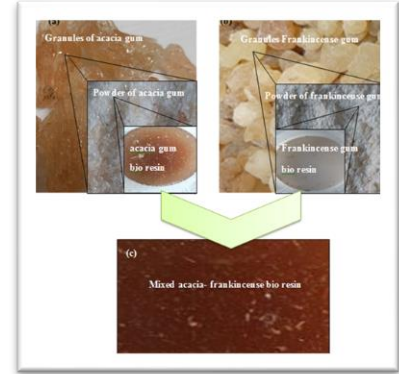 (a)
Granules of acacia gum
Powder of acacia gum
acacia gum
bio resin
(b)
Granules Frankincense gum
Powder of frankincense gum
Frankincense gum
bio resin
(c)
Mixed acacia- frankincense bio resin